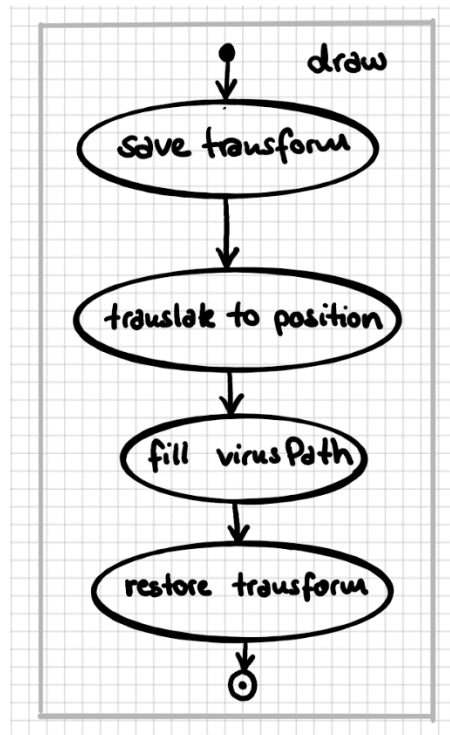 draw
save transform
translate to position
fill virusPath
restore transform